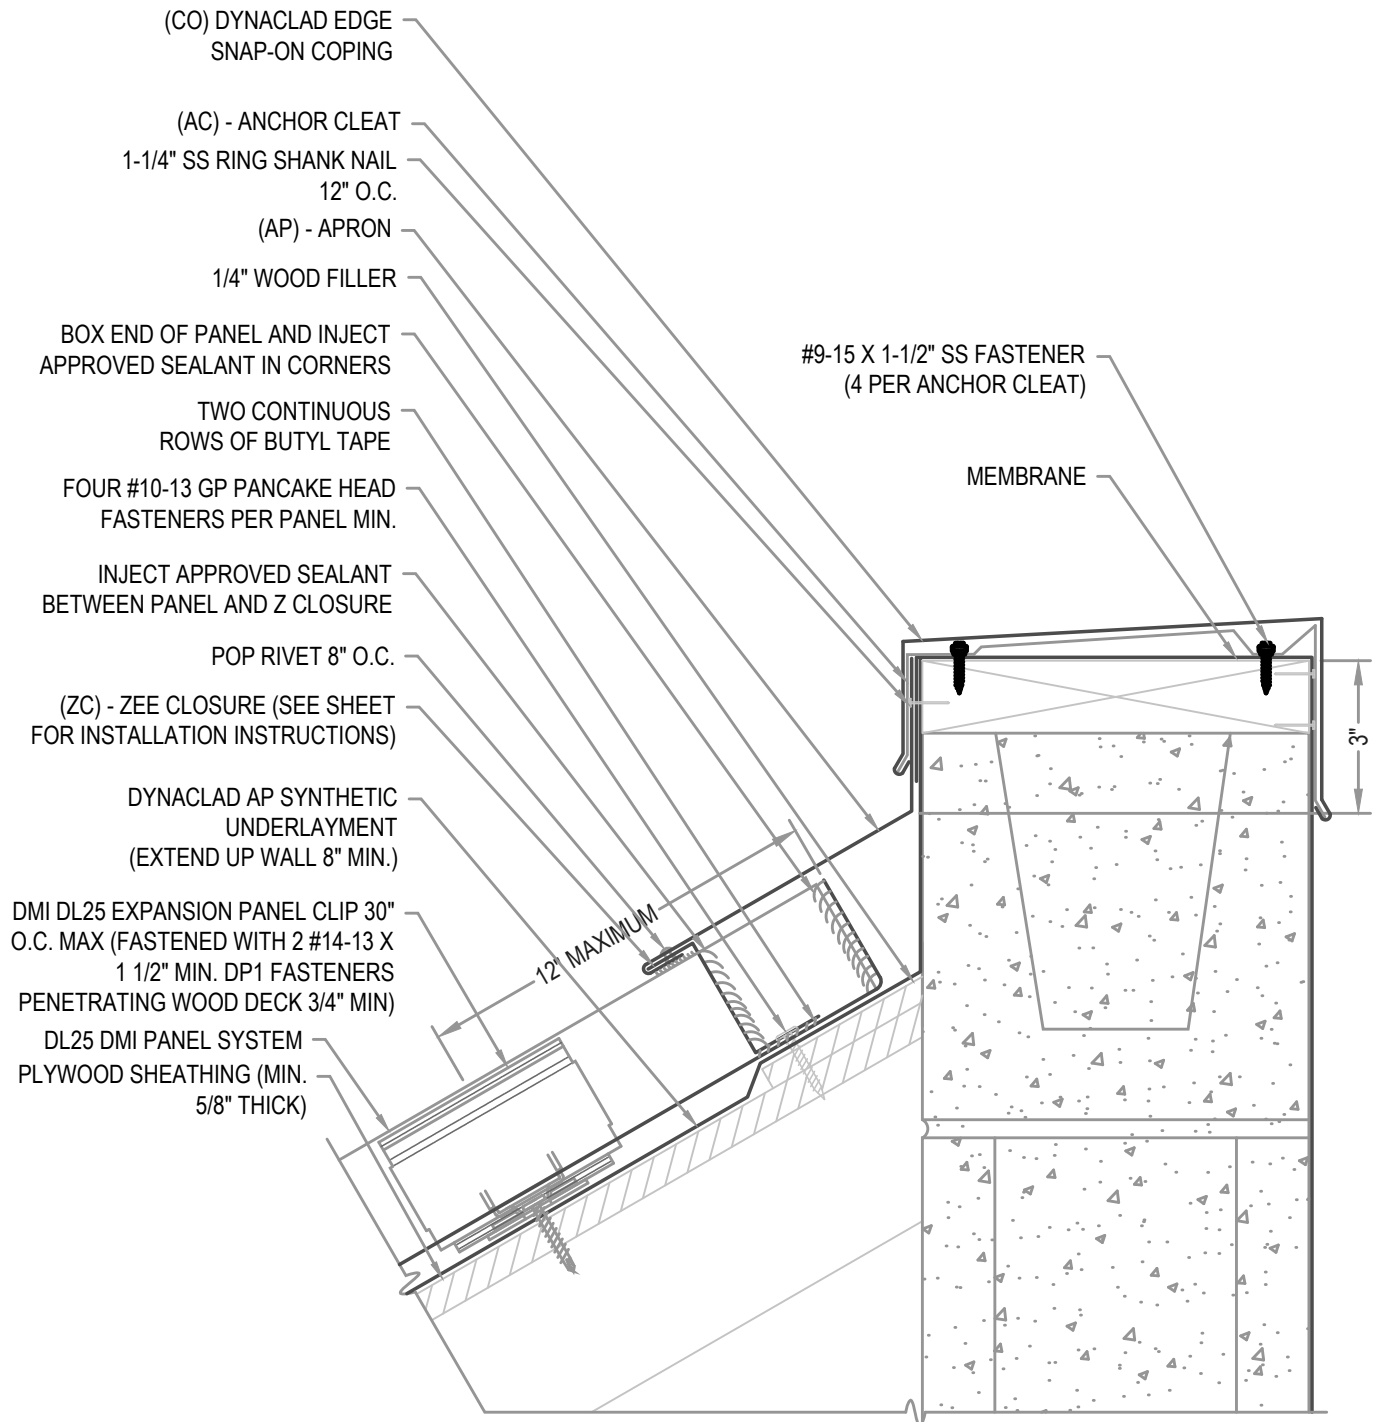 (CO) DYNACLAD EDGE
SNAP-ON COPING
(AC) - ANCHOR CLEAT
1-1/4" SS RING SHANK NAIL
12" O.C.
(AP) - APRON
1/4" WOOD FILLER
BOX END OF PANEL AND INJECT
APPROVED SEALANT IN CORNERS
TWO CONTINUOUS
ROWS OF BUTYL TAPE
FOUR #10-13 GP PANCAKE HEAD
FASTENERS PER PANEL MIN.
INJECT APPROVED SEALANT
BETWEEN PANEL AND Z CLOSURE
POP RIVET 8" O.C.
(ZC) - ZEE CLOSURE (SEE SHEET
FOR INSTALLATION INSTRUCTIONS)
DYNACLAD AP SYNTHETIC
UNDERLAYMENT
(EXTEND UP WALL 8" MIN.)
DMI DL25 EXPANSION PANEL CLIP 30"
O.C. MAX (FASTENED WITH 2 #14-13 X
1 1/2" MIN. DP1 FASTENERS
PENETRATING WOOD DECK 3/4" MIN)
DL25 DMI PANEL SYSTEM
PLYWOOD SHEATHING (MIN.
5/8" THICK)
#9-15 X 1-1/2" SS FASTENER
(4 PER ANCHOR CLEAT)
MEMBRANE
3"
12" MAXIMUM